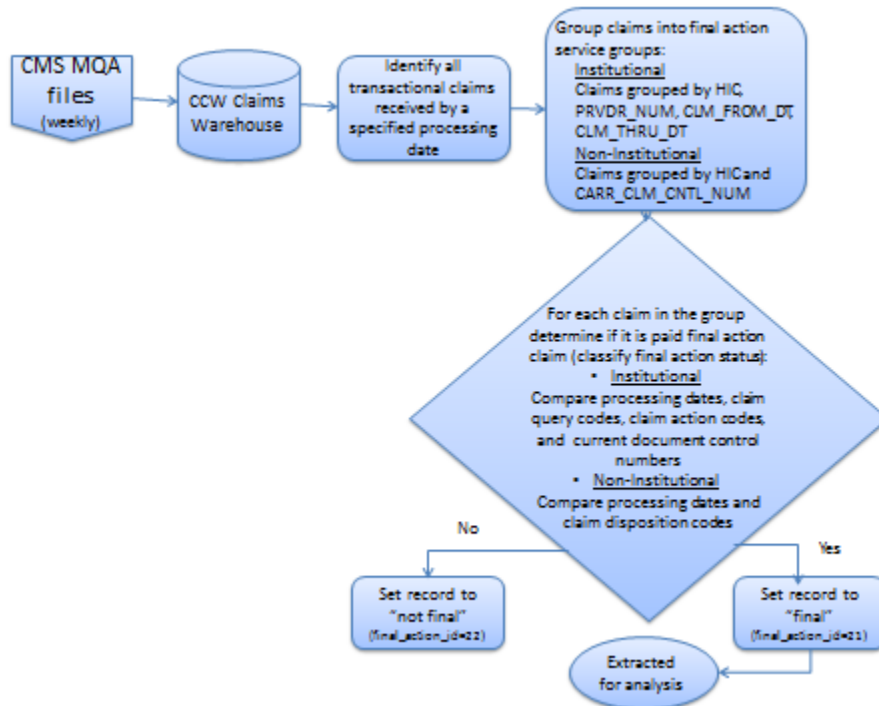 CMS MQA
files
(weekly)
CCW Claims
Warehouse
Identify all
transactional claims
received by a
specified processing
date
Group claims into final action
service groups:
Institutional
Claims grouped by HIC,
PRVDR_NUM, CLM_FROM_DT,
CLM_THRU_DT
Non-Institutional
Claims grouped by HIC and
CARR_CLM_CNTL_NUM
For each claim in the group
determine if it is paid final action
claim (classify final action status):
• Institutional
Compare processing dates, claim
query codes, claim action codes,
and current document control
numbers
• Non-Institutional
Compare processing dates and
claim disposition codes
No
Yes
Set record to
“not final”
(final_action_id=22)
Set record to
“final”
(final_action_id=21)
Extracted
for analysis